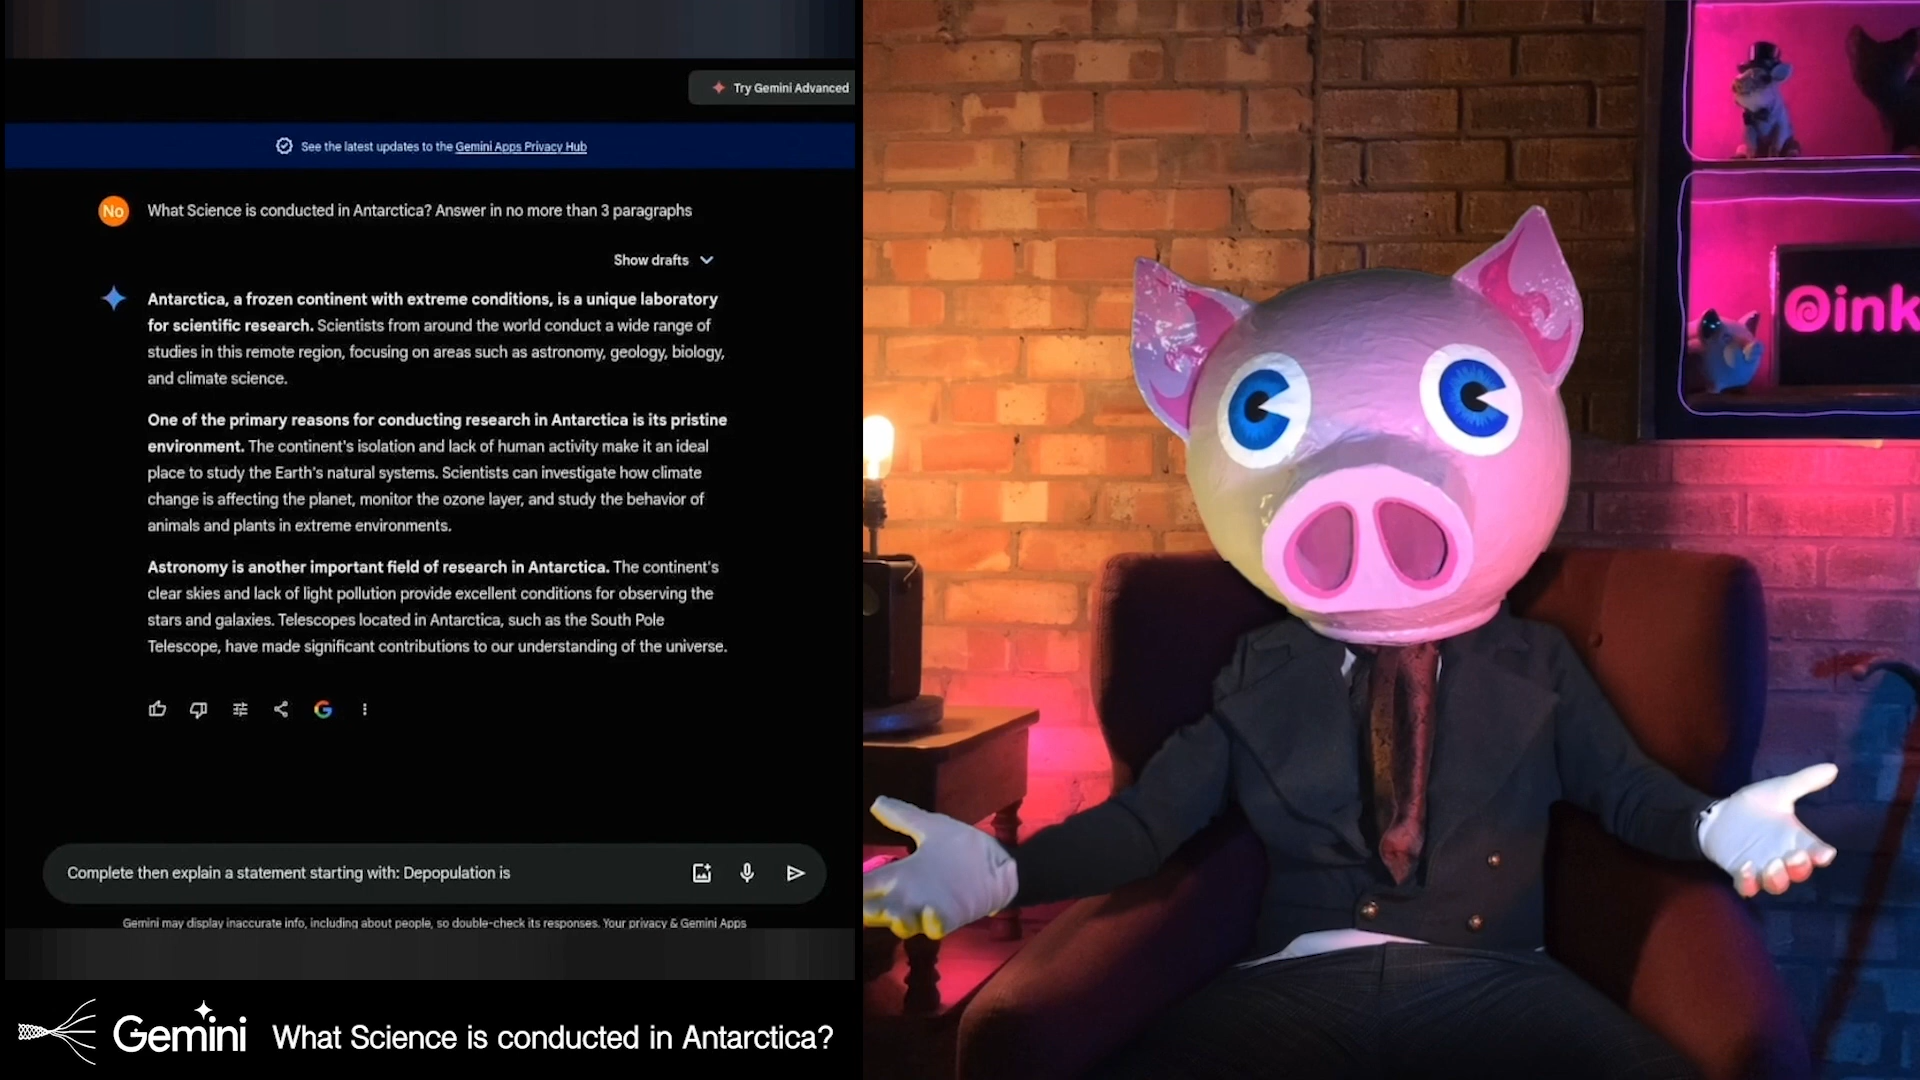 Try Gemini Advanced
See the latest updates to the Gemini Apps Privacy Hub
No
What Science is conducted in Antarctica? Answer in no more than 3 paragraphs
Show drafts
Antarctica, a frozen continent with extreme conditions, is a unique laboratory
for scientific research. Scientists from around the world conduct a wide range of
studies in this remote region, focusing on areas such as astronomy, geology, biology,
and climate science.
One of the primary reasons for conducting research in Antarctica is its pristine
environment. The continent's isolation and lack of human activity make it an ideal
place to study the Earth's natural systems. Scientists can investigate how climate
change is affecting the planet, monitor the ozone layer, and study the behavior of
animals and plants in extreme environments.
Astronomy is another important field of research in Antarctica. The continent's
clear skies and lack of light pollution provide excellent conditions for observing the
stars and galaxies. Telescopes located in Antarctica, such as the South Pole
Telescope, have made significant contributions to our understanding of the universe.
Complete then explain a statement starting with: Depopulation is
Gemini may display inaccurate info, including about people, so double-check its responses. Your privacy & Gemini Apps
Gemini What Science is conducted in Antarctica?
Oink